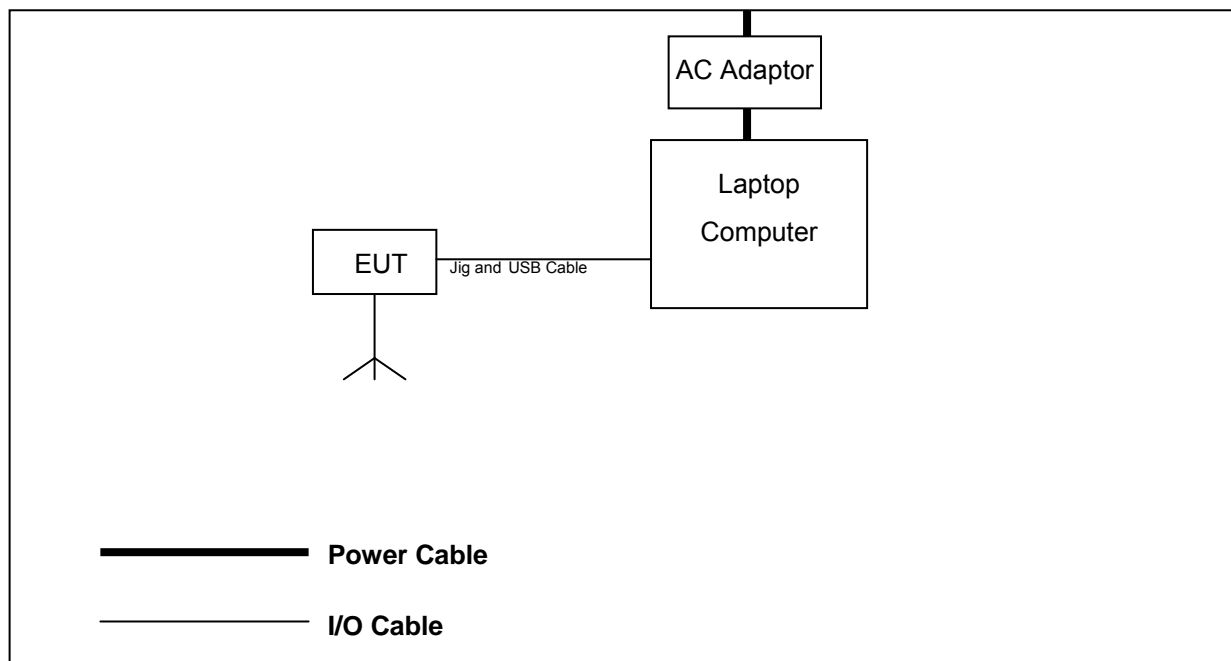 AC Adaptor
Laptop
Computer
EUT
Jig and USB Cable
Power Cable
I/O Cable